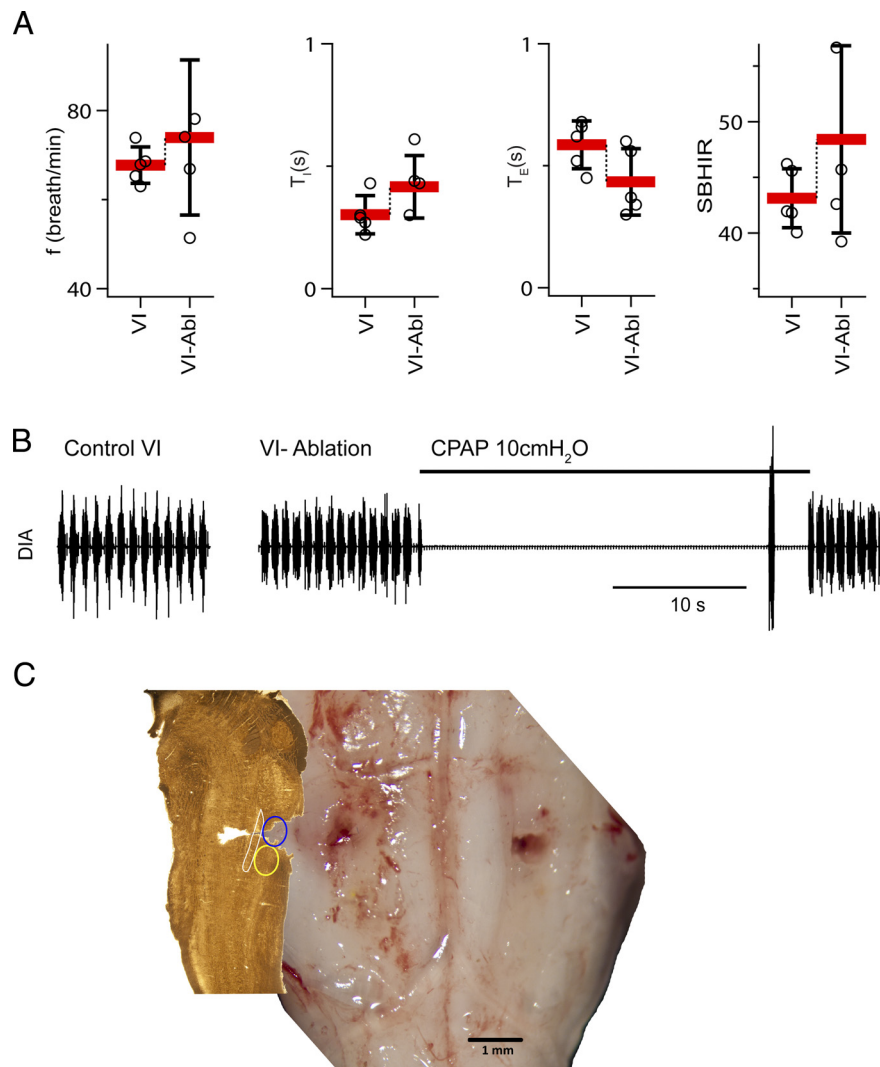 A
f (breath/min)
80
40
VI
VI-Abl
T_I(s)
1
0
VI
VI-Abl
T_E(s)
1
0
VI
VI-Abl
SBHIR
50
40
VI
VI-Abl
B
Control VI
VI- Ablation
CPAP 10cmH₂O
DIA
10 s
C
1 mm